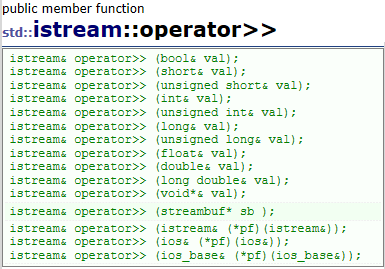 public member function
std::istream::operator>>
istream& operator>> (bool& val);
istream& operator>> (short& val);
istream& operator>> (unsigned short& val);
istream& operator>> (int& val);
istream& operator>> (unsigned int& val);
istream& operator>> (long& val);
istream& operator>> (unsigned long& val);
istream& operator>> (float& val);
istream& operator>> (double& val);
istream& operator>> (long double& val);
istream& operator>> (void*& val);
istream& operator>> (streambuf* sb );
istream& operator>> (istream& (*pf)(istream&));
istream& operator>> (ios& (*pf)(ios&));
istream& operator>> (ios_base& (*pf)(ios_base&));